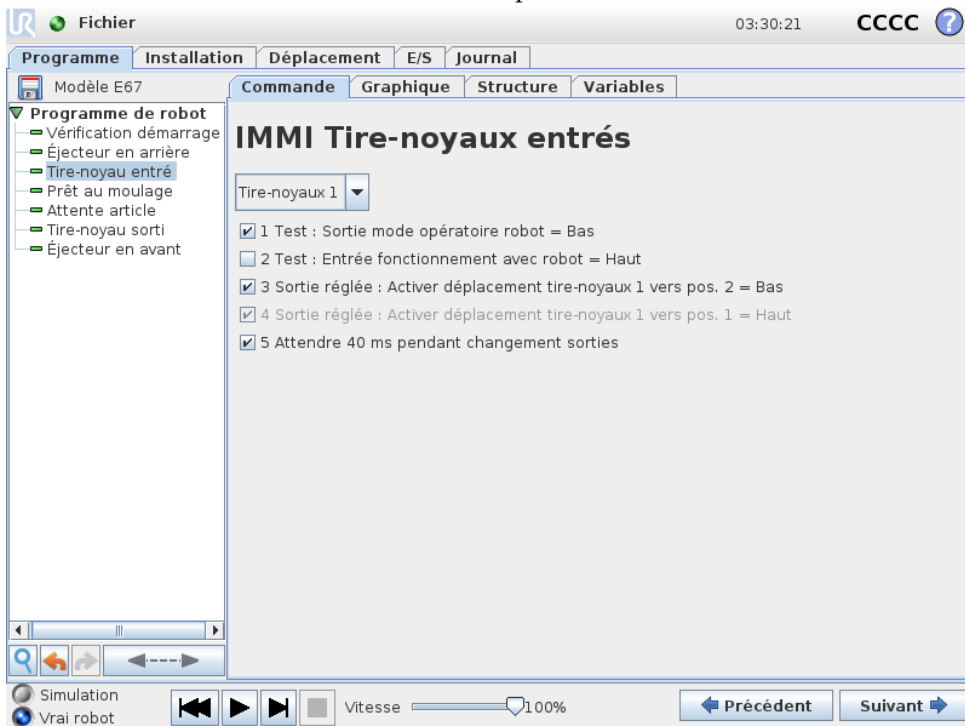 Fichier
03:30:21
CCCC
?
Programme
Installation
Déplacement
E/S
Journal
Modèle E67
Commande
Graphique
Structure
Variables
Programme de robot
Vérification démarrage
Éjecteur en arrière
Tire-noyau entré
Prêt au moulage
Attente article
Tire-noyau sorti
Éjecteur en avant
IMMI Tire-noyaux entrés
Tire-noyaux 1
1 Test : Sortie mode opératoire robot = Bas
2 Test : Entrée fonctionnement avec robot = Haut
3 Sortie réglée : Activer déplacement tire-noyaux 1 vers pos. 2 = Bas
4 Sortie réglée : Activer déplacement tire-noyaux 1 vers pos. 1 = Haut
5 Attendre 40 ms pendant changement sorties
Simulation
Vrai robot
Vitesse
100%
Précédent
Suivant